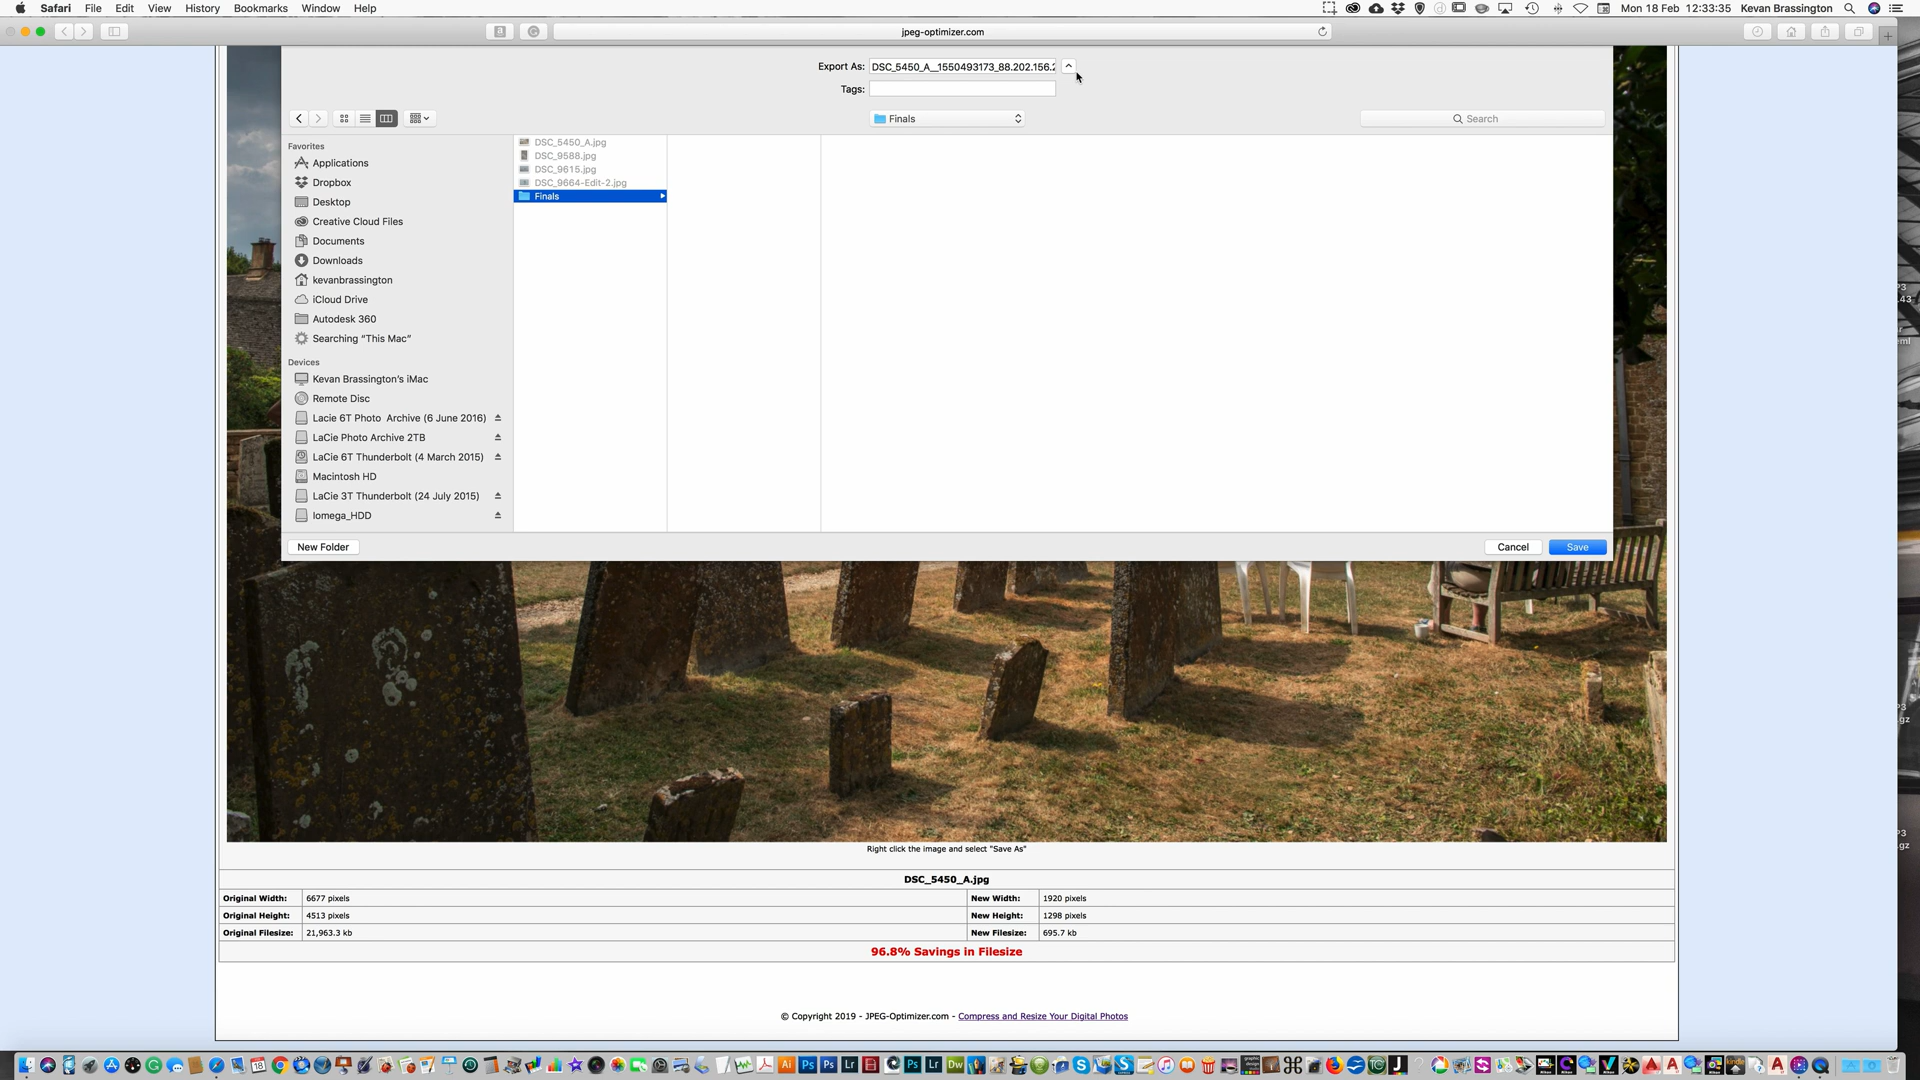 Safari File Edit View History Bookmarks Window Help
Mon 18 Feb 12:33:35 Kevan Brassington
jpeg-optimizer.com
Export As: DSC_5450_A__1550493173_88.202.156.2
Tags:
Finals
Search
Favorites
Applications
Dropbox
Desktop
Creative Cloud Files
Documents
Downloads
kevanbrassington
iCloud Drive
Autodesk 360
Searching “This Mac”
Devices
Kevan Brassington’s iMac
Remote Disc
Lacie 6T Photo Archive (6 June 2016)
LaCie Photo Archive 2TB
LaCie 6T Thunderbolt (4 March 2015)
Macintosh HD
LaCie 3T Thunderbolt (24 July 2015)
Iomega_HDD
DSC_5450_A.jpg
DSC_9588.jpg
DSC_9615.jpg
DSC_9664-Edit-2.jpg
Finals
New Folder
Cancel
Save
Right click the image and select "Save As"
DSC_5450_A.jpg
Original Width: 6677 pixels New Width: 1920 pixels
Original Height: 4513 pixels New Height: 1298 pixels
Original Filesize: 21,963.3 kb New Filesize: 695.7 kb
96.8% Savings in Filesize
© Copyright 2019 - JPEG-Optimizer.com - Compress and Resize Your Digital Photos